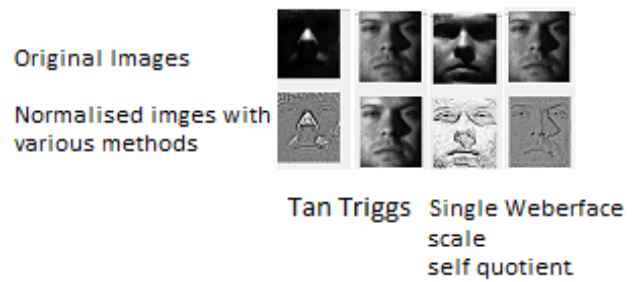 Original Images
Normalised imges with
various methods
Tan Triggs Single Weberface
scale
self quotient